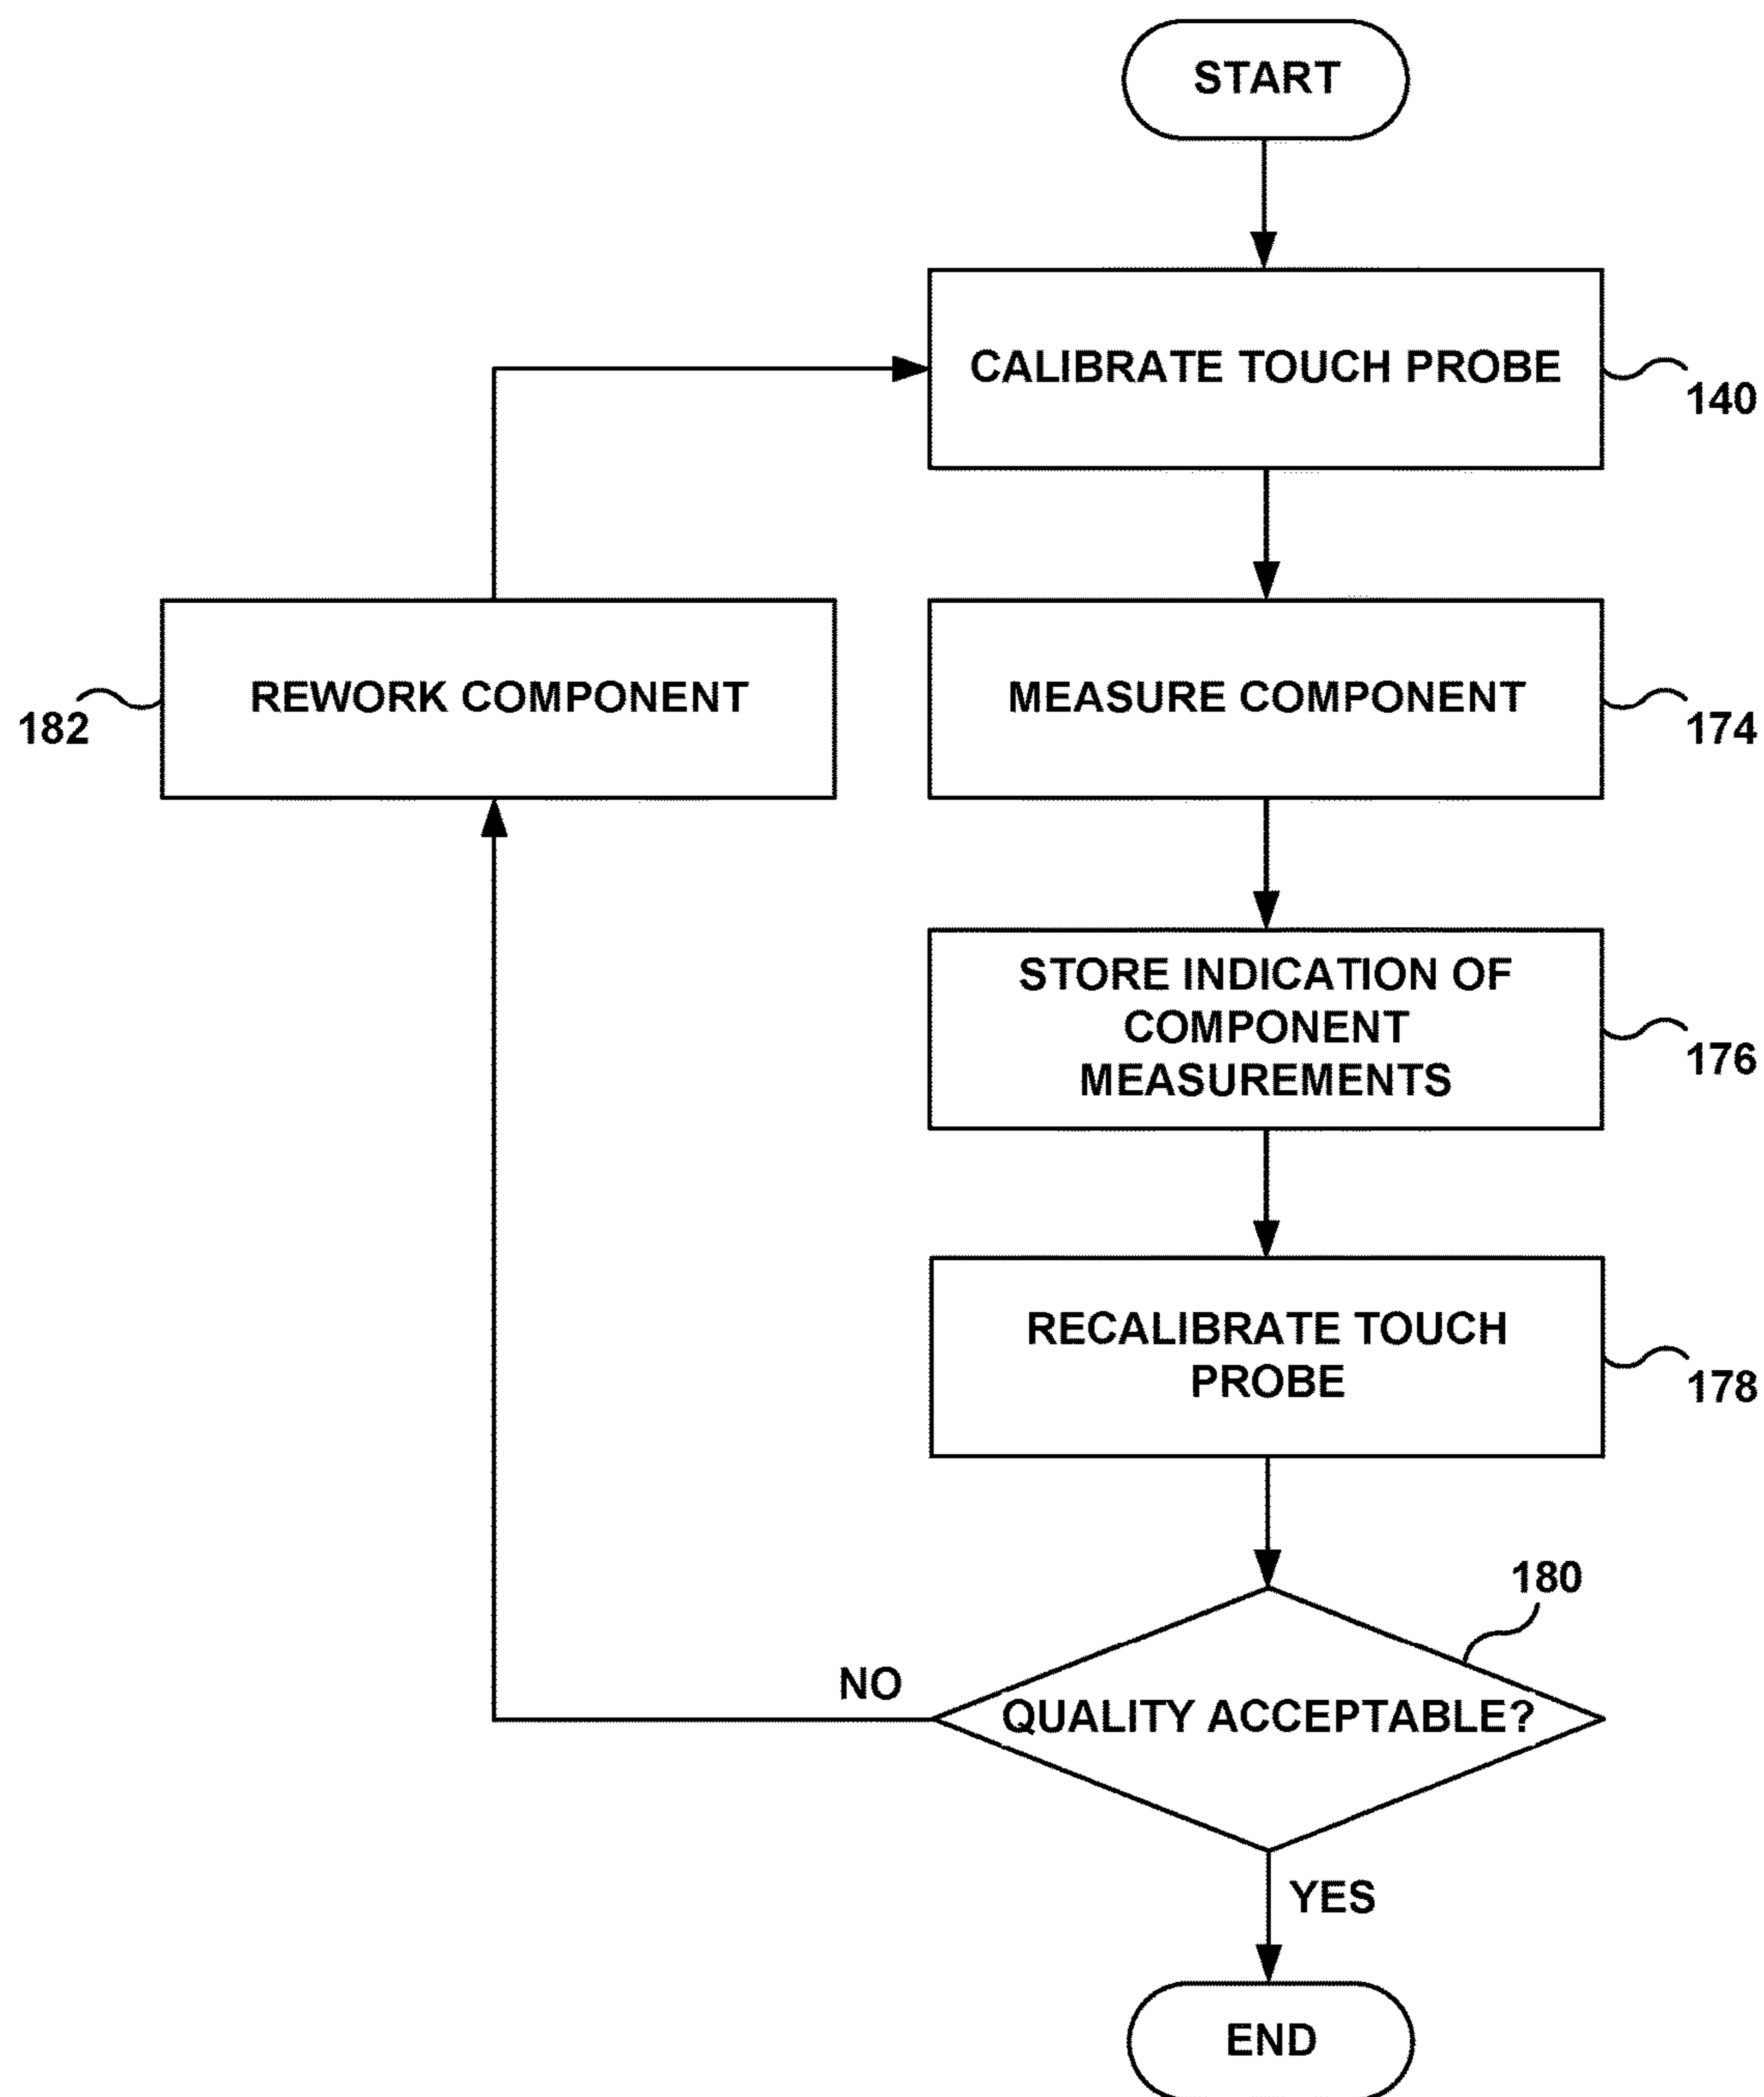 START
CALIBRATE TOUCH PROBE
140
REWORK COMPONENT
182
MEASURE COMPONENT
174
STORE INDICATION OF
COMPONENT
MEASUREMENTS
176
RECALIBRATE TOUCH
PROBE
178
180
NO
QUALITY ACCEPTABLE?
YES
END